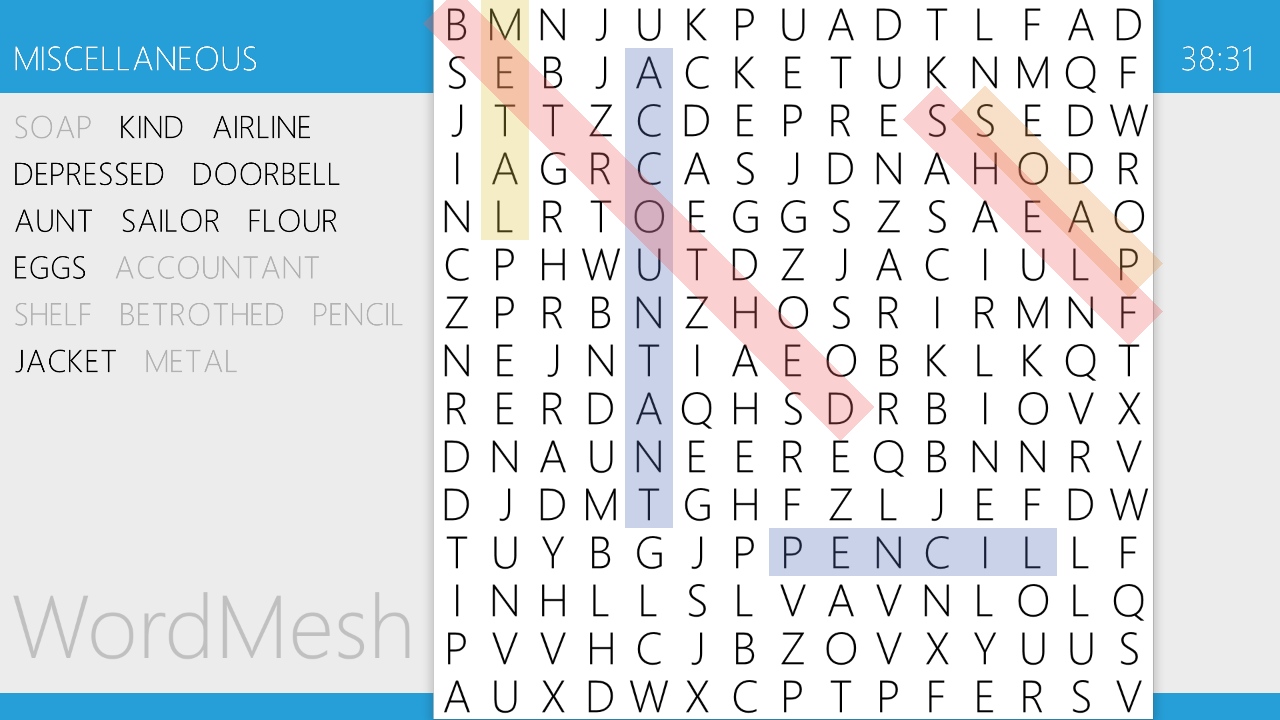 MISCELLANEOUS
38:31
SOAP KIND AIRLINE
DEPRESSED DOORBELL
AUNT SAILOR FLOUR
EGGS ACCOUNTANT
SHELF BETROTHED PENCIL
JACKET METAL
WordMesh
B M N J U K P U A D T L F A D
S E B J A C K E T U K N M Q F
J T T Z C D E P R E S S E D W
I A G R C A S J D N A H O D R
N L R T O E G G S Z S A E A O
C P H W U T D Z J A C I U L P
Z P R B N Z H O S R I R M N F
N E J N T I A E O B K L K Q T
R E R D A Q H S D R B I O V X
D N A U N E E R E Q B N N R V
D J D M T G H F Z L J E F D W
T U Y B G J P P E N C I L L F
I N H L L S L V A V N L O L Q
P V V H C J B Z O V X Y U U S
A U X D W X C P T P F E R S V